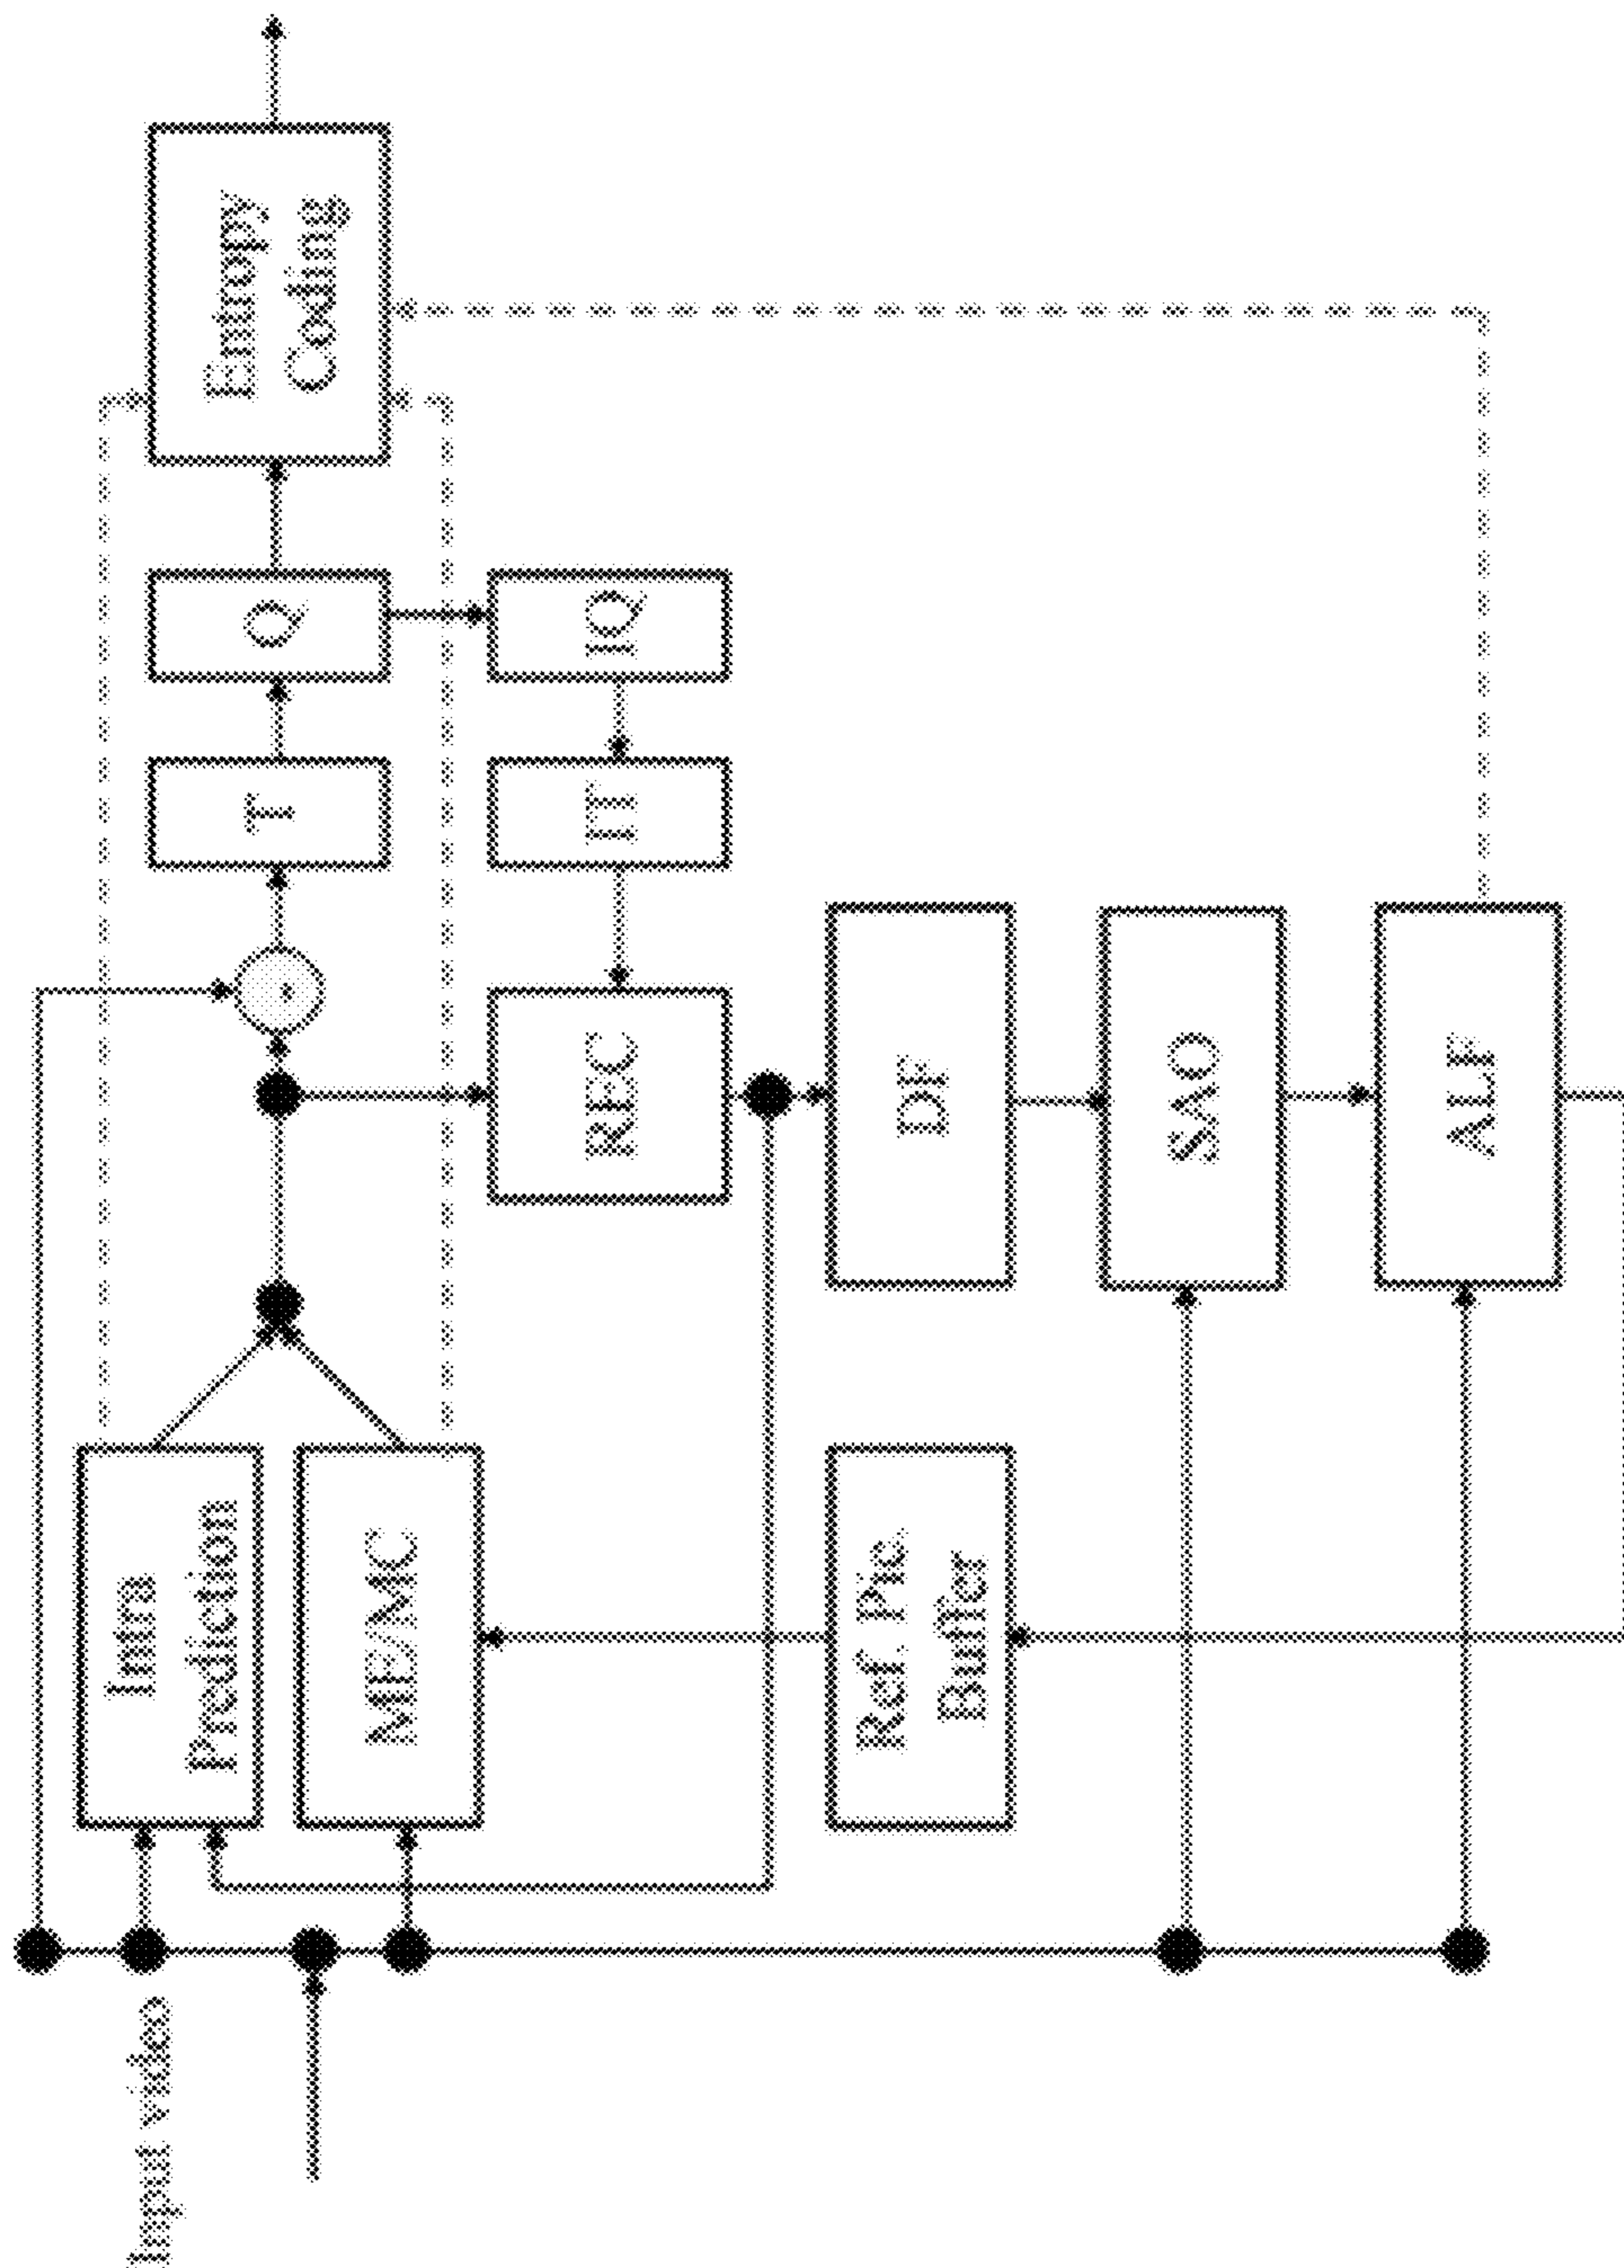 Input video
Intra
Prediction
ME/MC
Ref. Pic.
Buffer
-
T
Q
Entropy
Coding
REC
IT
IQ
DF
SAO
ALF